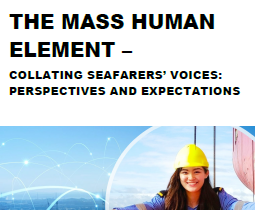 THE MASS HUMAN
ELEMENT –
COLLATING SEAFARERS' VOICES:
PERSPECTIVES AND EXPECTATIONS